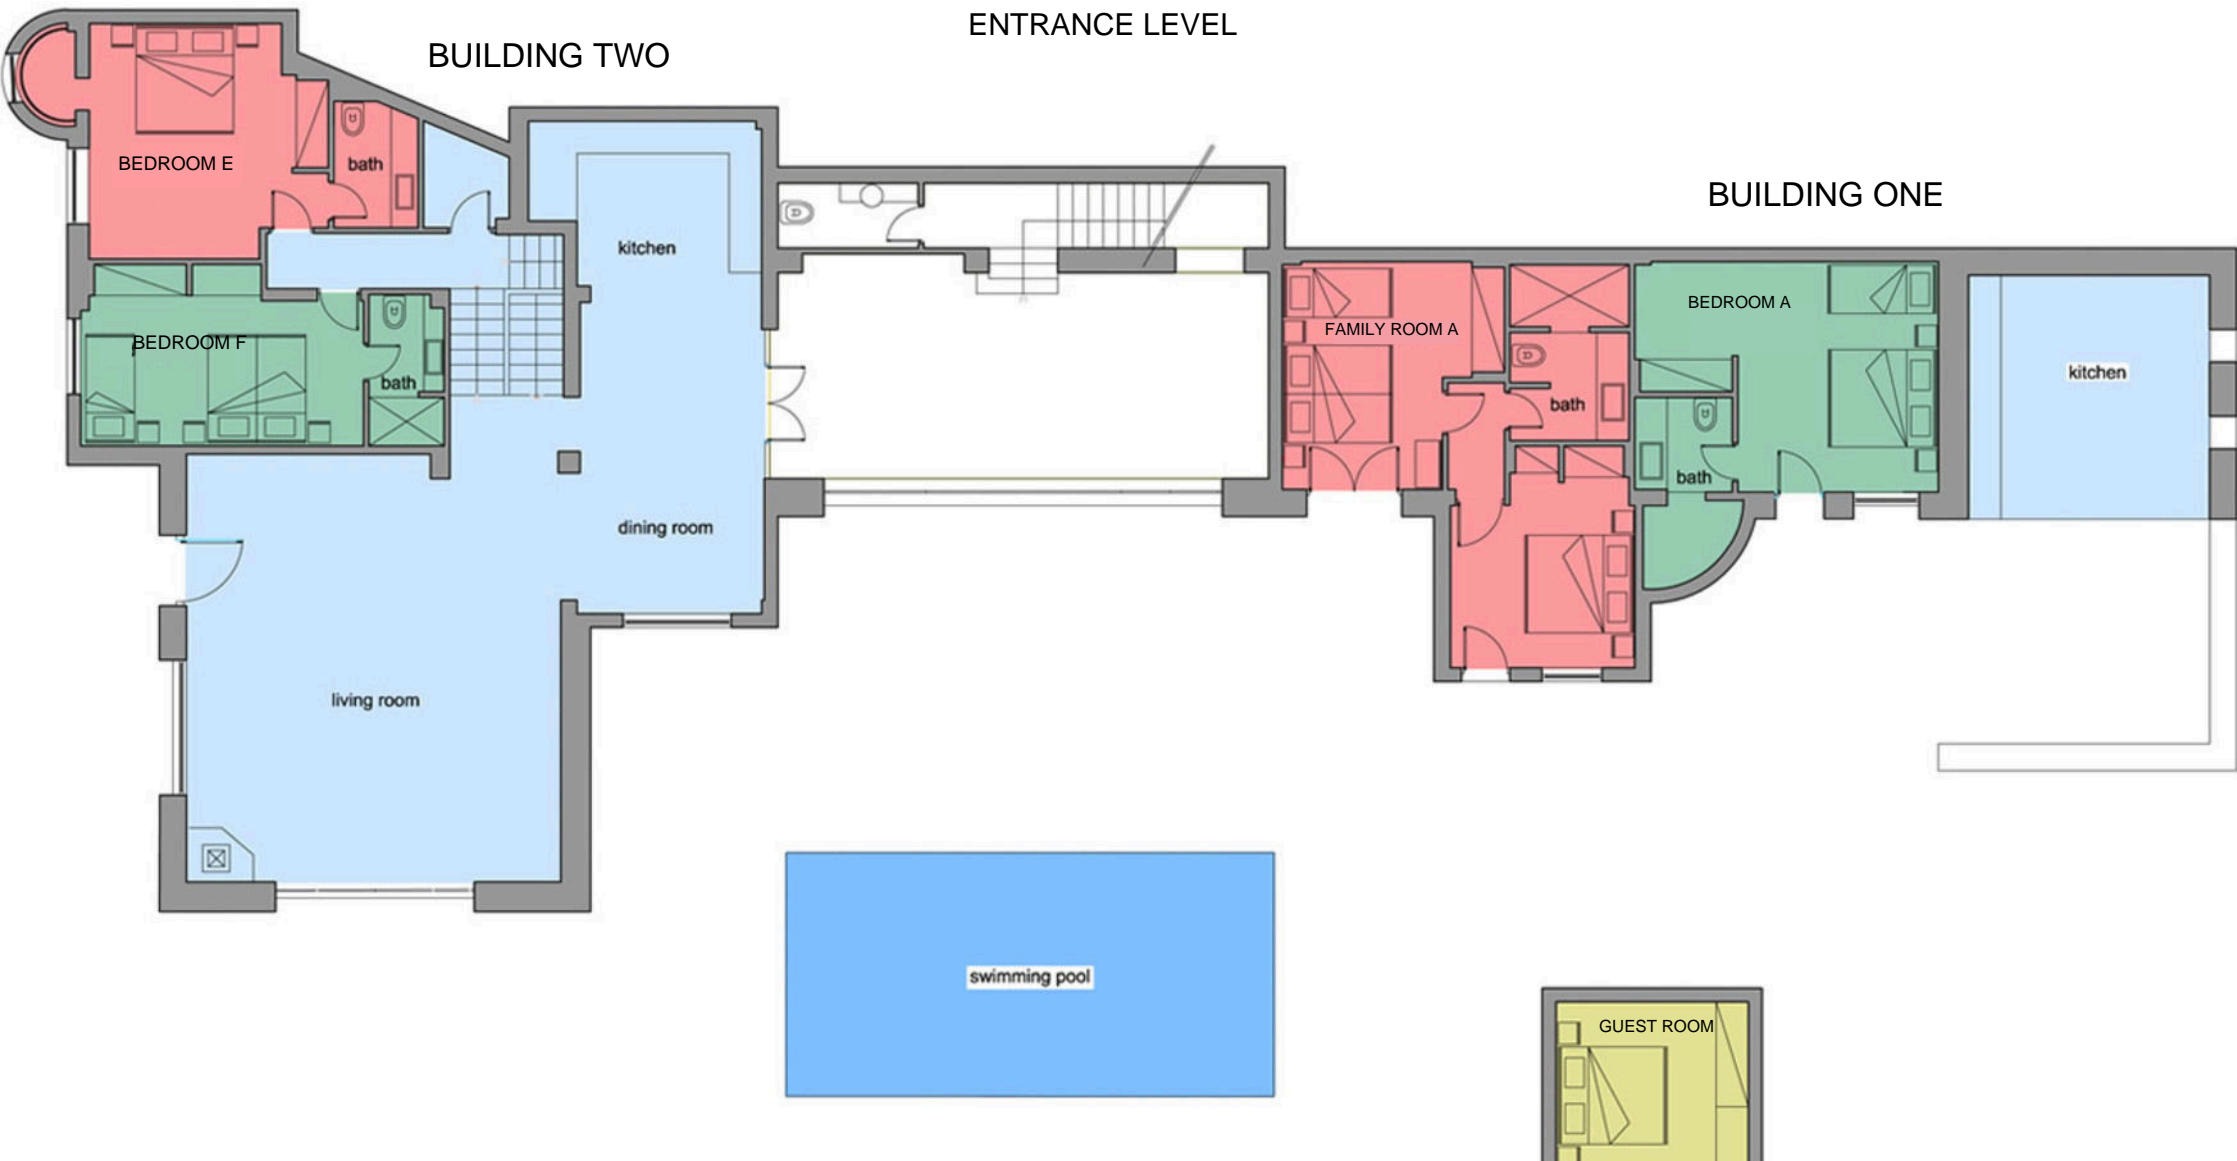 ENTRANCE LEVEL
BUILDING TWO
BUILDING ONE
BEDROOM E
bath
kitchen
BEDROOM A
FAMILY ROOM A
BEDROOM F
kitchen
bath
bath
bath
dining room
living room
swimming pool
GUEST ROOM